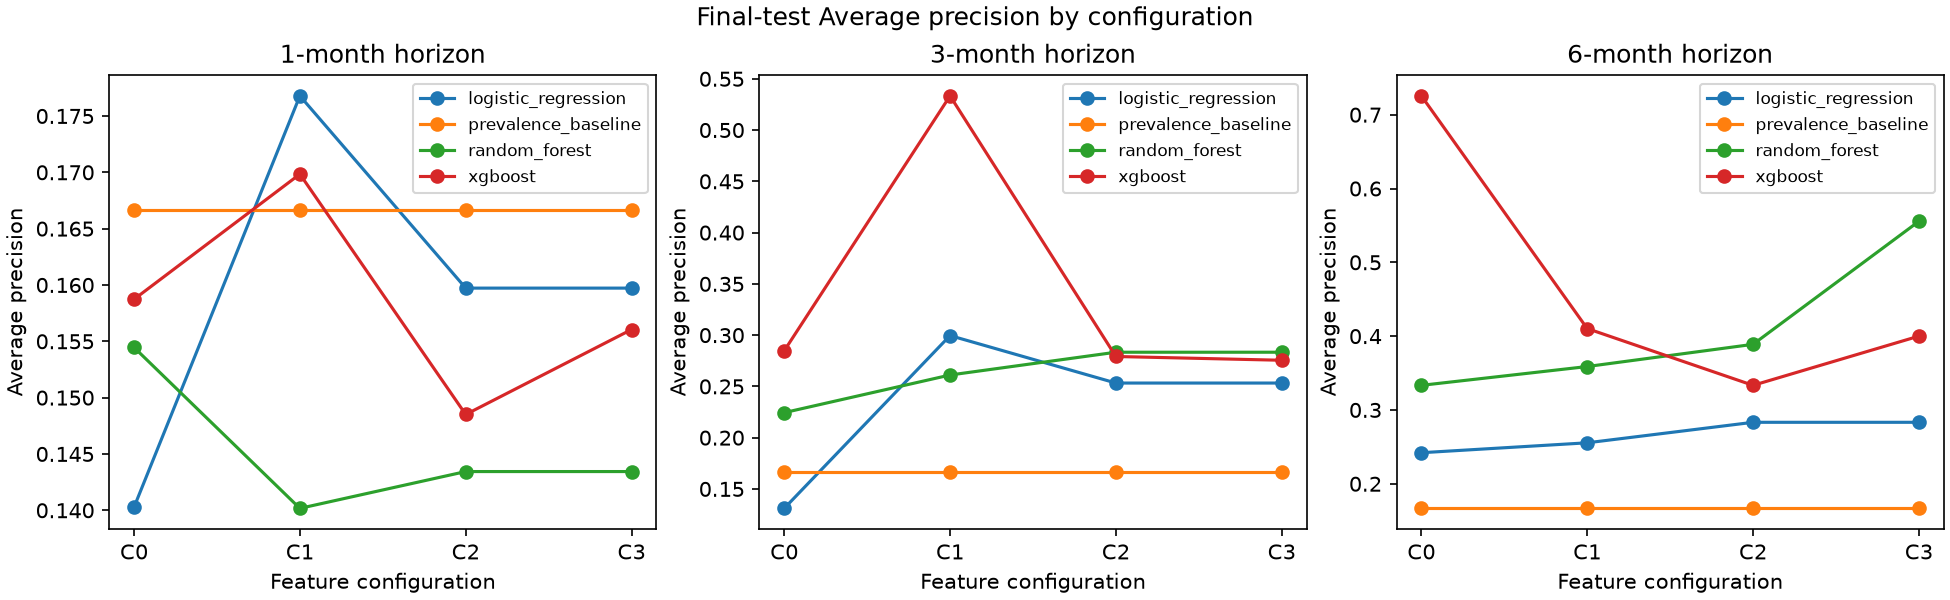 Final-test Average precision by configuration
1-month horizon
Average precision
0.175
0.170
0.165
0.160
0.155
0.150
0.145
0.140
logistic_regression
prevalence_baseline
random_forest
xgboost
C0 C1 C2 C3
Feature configuration
3-month horizon
Average precision
0.55
0.50
0.45
0.40
0.35
0.30
0.25
0.20
0.15
logistic_regression
prevalence_baseline
random_forest
xgboost
C0 C1 C2 C3
Feature configuration
6-month horizon
Average precision
0.7
0.6
0.5
0.4
0.3
0.2
logistic_regression
prevalence_baseline
random_forest
xgboost
C0 C1 C2 C3
Feature configuration